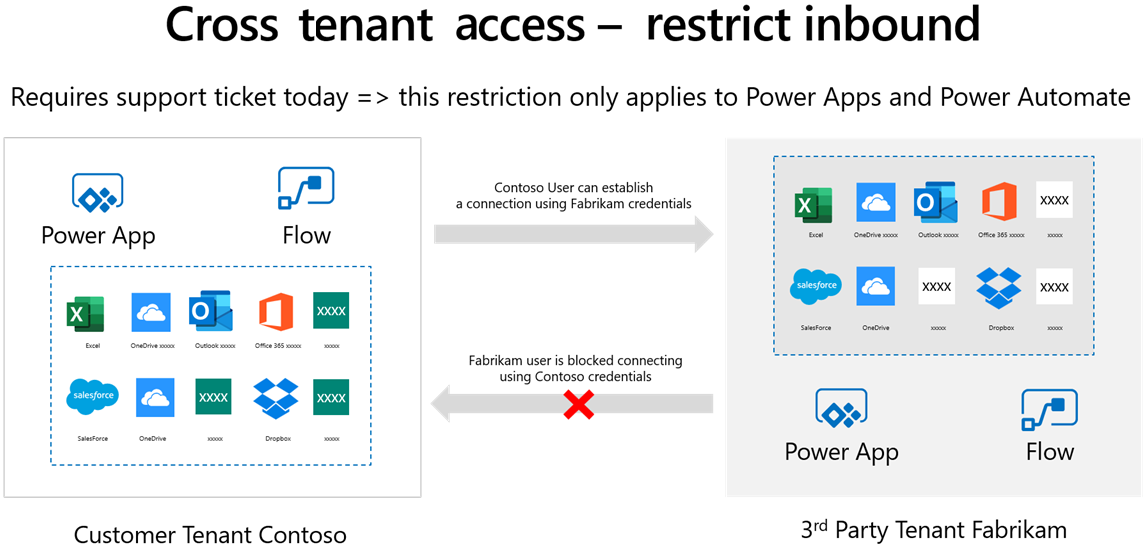 Cross tenant access – restrict inbound
Requires support ticket today => this restriction only applies to Power Apps and Power Automate
Power App
Flow
X
O
XXXX
Excel
OneDrive xxxxx
Outlook xxxxx
Office 365 xxxxx
xxxxx
salesforce
XXXX
XXXX
SalesForce
OneDrive
xxxxx
Dropbox
xxxxx
Customer Tenant Contoso
Contoso User can establish
a connection using Fabrikam credentials
Fabrikam user is blocked connecting
using Contoso credentials
X
O
XXXX
Excel
OneDrive xxxxx
Outlook xxxxx
Office 365 xxxxx
xxxxx
salesforce
XXXX
XXXX
SalesForce
OneDrive
xxxxx
Dropbox
xxxxx
Power App
Flow
3rd Party Tenant Fabrikam